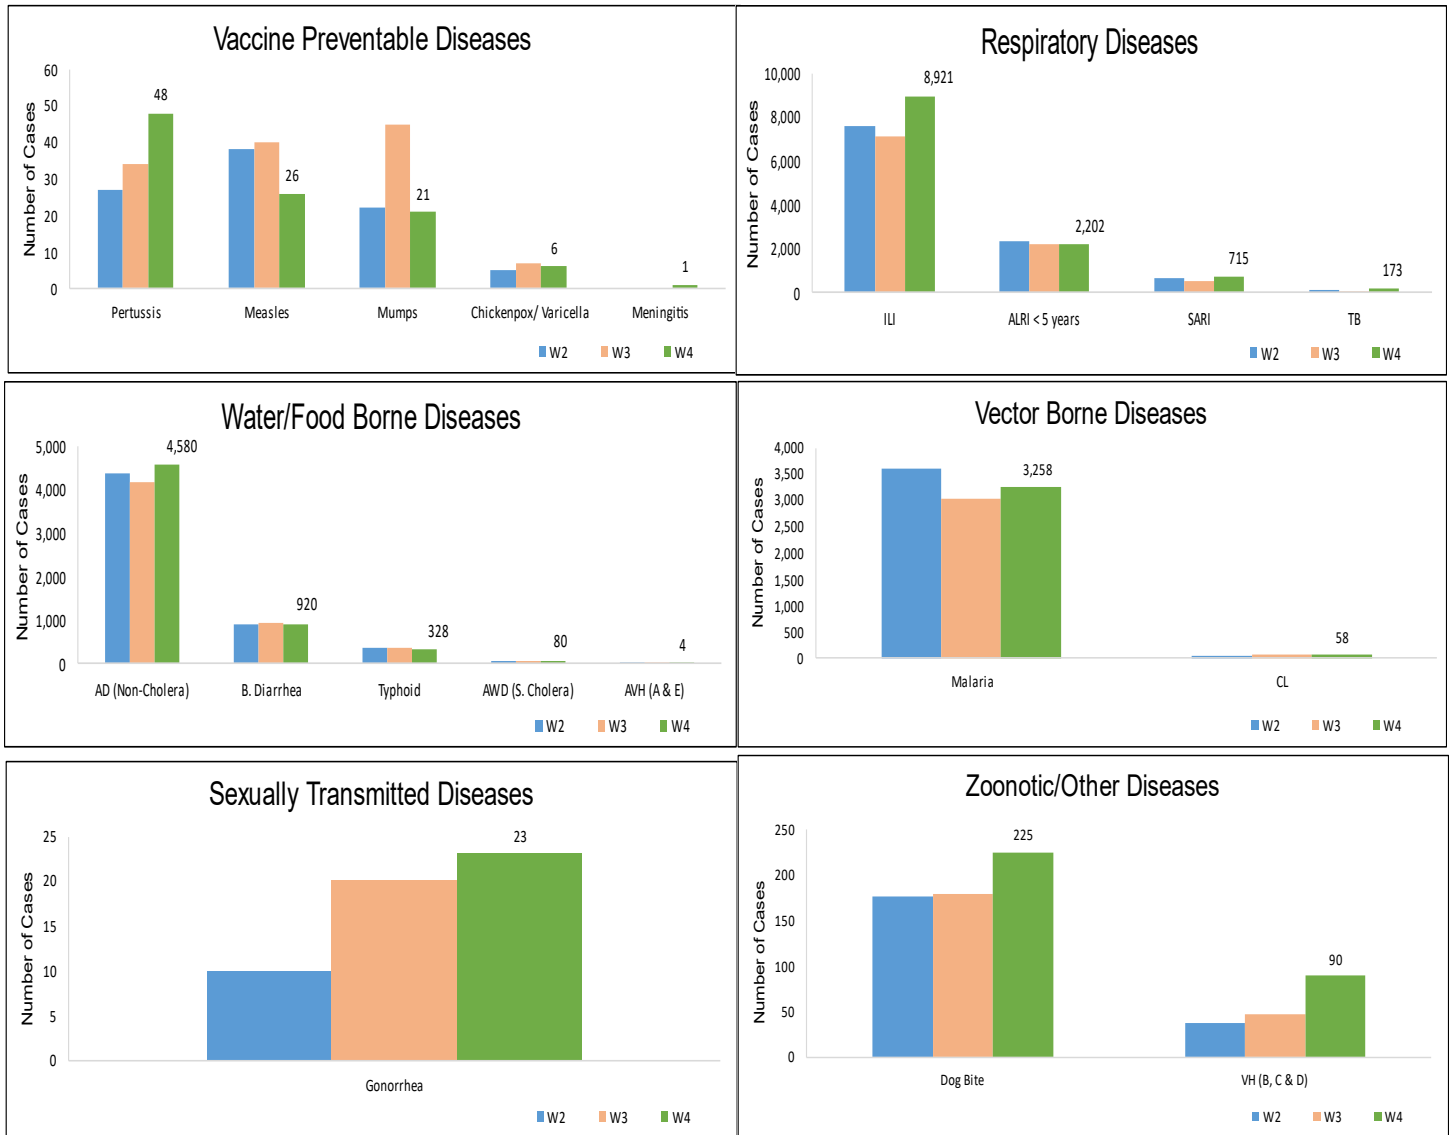 Vaccine Preventable Diseases
Number of Cases
60
50
40
30
20
10
0
48
26
21
6
1
Pertussis Measles Mumps Chickenpox/ Varicella Meningitis
W2 W3 W4
Respiratory Diseases
Number of Cases
10,000
8,000
6,000
4,000
2,000
0
8,921
2,202
715
173
ILI ALRI < 5 years SARI TB
W2 W3 W4
Water/Food Borne Diseases
Number of Cases
5,000
4,000
3,000
2,000
1,000
0
4,580
920
328
80
4
AD (Non-Cholera) B. Diarrhea Typhoid AWD (S. Cholera) AVH (A & E)
W2 W3 W4
Vector Borne Diseases
Number of Cases
4,000
3,500
3,000
2,500
2,000
1,500
1,000
500
0
3,258
58
Malaria CL
W2 W3 W4
Sexually Transmitted Diseases
Number of Cases
25
20
15
10
5
0
23
Gonorrhea
W2 W3 W4
Zoonotic/Other Diseases
Number of Cases
250
200
150
100
50
0
225
90
Dog Bite VH (B, C & D)
W2 W3 W4